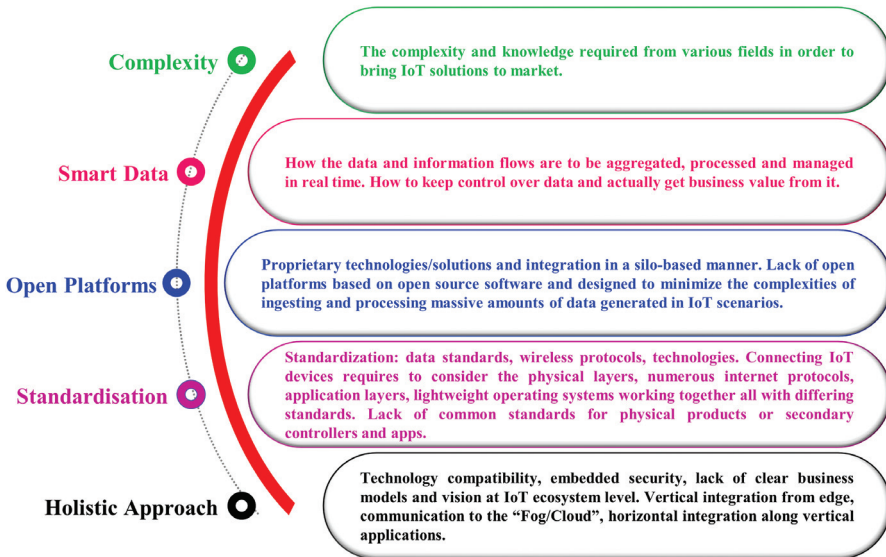 Complexity
The complexity and knowledge required from various fields in order to
bring IoT solutions to market.
Smart Data
How the data and information flows are to be aggregated, processed and managed
in real time. How to keep control over data and actually get business value from it.
Open Platforms
Proprietary technologies/solutions and integration in a silo-based manner. Lack of open
platforms based on open source software and designed to minimize the complexities of
ingesting and processing massive amounts of data generated in IoT scenarios.
Standardisation
Standardization: data standards, wireless protocols, technologies. Connecting IoT
devices requires to consider the physical layers, numerous internet protocols,
application layers, lightweight operating systems working together all with differing
standards. Lack of common standards for physical products or secondary
controllers and apps.
Holistic Approach
Technology compatibility, embedded security, lack of clear business
models and vision at IoT ecosystem level. Vertical integration from edge,
communication to the “Fog/Cloud”, horizontal integration along vertical
applications.